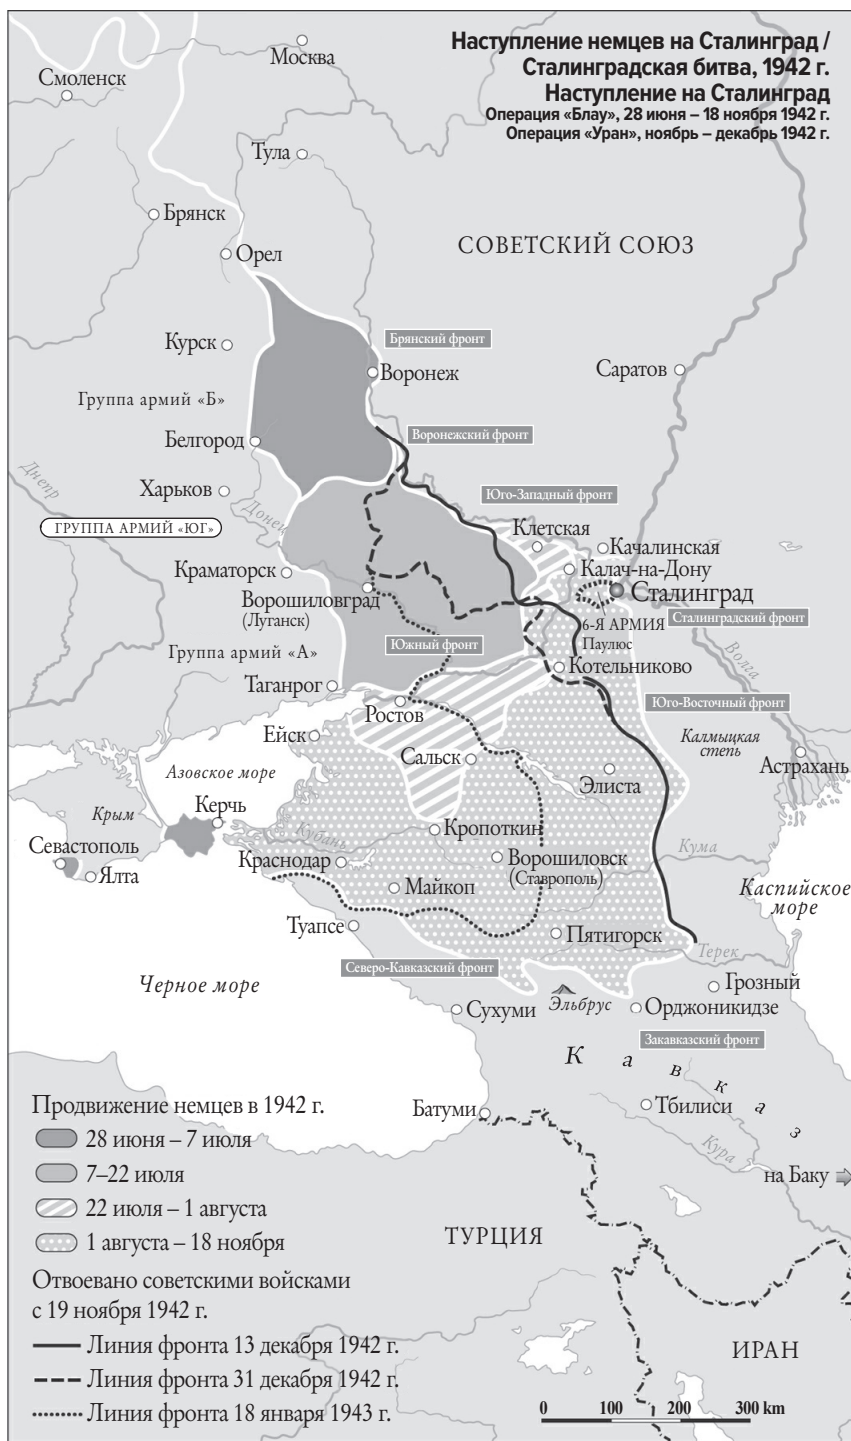 Наступление немцев на Сталинград /
Сталинградская битва, 1942 г.
Наступление на Сталинград
Операция «Блау», 28 июня – 18 ноября 1942 г.
Операция «Уран», ноябрь – декабрь 1942 г.
Москва
Смоленск
Тула
Брянск
СОВЕТСКИЙ СОЮЗ
Орел
Брянский фронт
Курск
Воронеж
Саратов
Группа армий «Б»
Воронежский фронт
Белгород
Днепр
Харьков
Юго-Западный фронт
Донец
ГРУППА АРМИЙ «ЮГ»
Клетская
Качалинская
Краматорск
Калач-на-Дону
Ворошиловград
(Луганск)
Сталинград
6-Я АРМИЯ
Паулюс
Сталинградский фронт
Южный фронт
Группа армий «А»
Волга
Котельниково
Таганрог
Ростов
Юго-Восточный фронт
Ейск
Калмыцкая
степь
Сальск
Азовское море
Элиста
Астрахань
Крым
Керчь
Кропоткин
Кубань
Севастополь
Ялта
Краснодар
Ворошиловск
(Ставрополь)
Кума
Майкоп
Каспийское
море
Туапсе
Пятигорск
Терек
Северо-Кавказский фронт
Черное море
Грозный
Эльбрус
Орджоникидзе
Сухуми
Закавказский фронт
Кавказ
Батуми
Тбилиси
Кура
на Баку
ТУРЦИЯ
ИРАН
Продвижение немцев в 1942 г.
28 июня – 7 июля
7–22 июля
22 июля – 1 августа
1 августа – 18 ноября
Отвоевано советскими войсками
с 19 ноября 1942 г.
Линия фронта 13 декабря 1942 г.
Линия фронта 31 декабря 1942 г.
Линия фронта 18 января 1943 г.
0 100 200 300 km